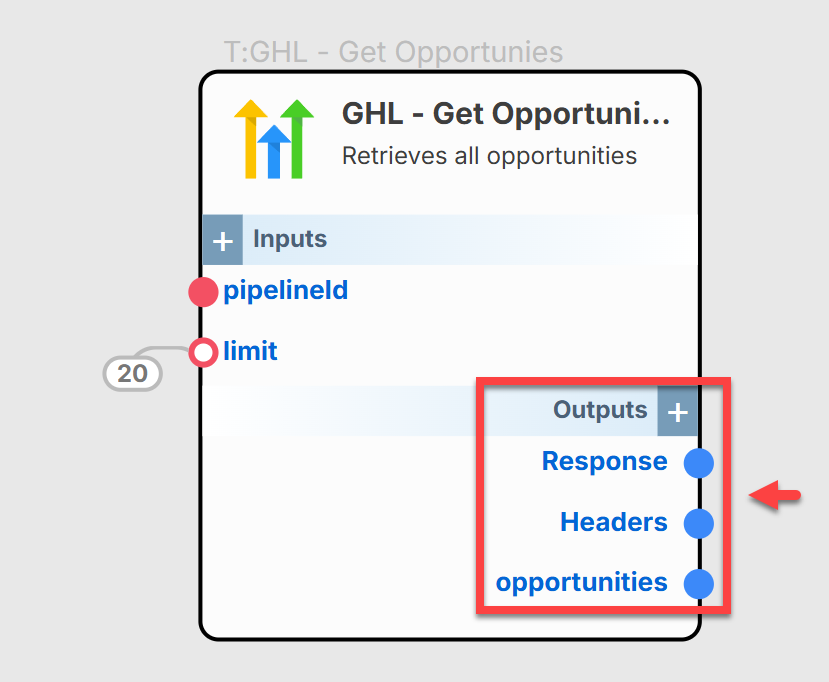 T:GHL - Get Opportunies
GHL - Get Opportuni...
Retrieves all opportunities
+ Inputs
pipelineId
limit
20
Outputs +
Response
Headers
opportunities